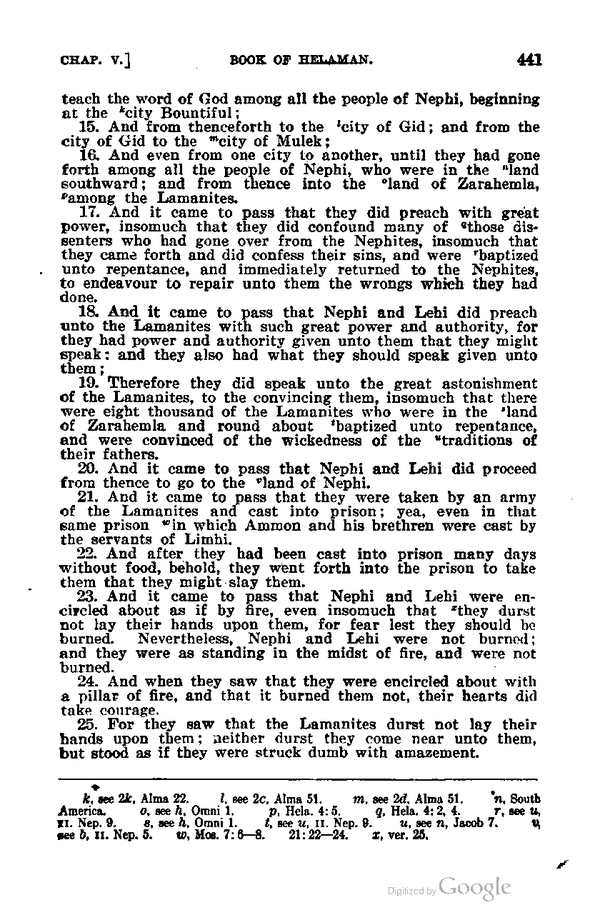 CHAP. V.] BOOK OF HELAMAN. 441
teach the word of God among all the people of Nephi, beginning
at the ᵏcity Bountiful;
15. And from thenceforth to the ˡcity of Gid; and from the
city of Gid to the ᵐcity of Mulek;
16. And even from one city to another, until they had gone
forth among all the people of Nephi, who were in the ⁿland
southward; and from thence into the ᵒland of Zarahemla,
ᵖamong the Lamanites.
17. And it came to pass that they did preach with great
power, insomuch that they did confound many of qthose dis-
senters who had gone over from the Nephites, insomuch that
they came forth and did confess their sins, and were ʳbaptized
unto repentance, and immediately returned to the Nephites,
to endeavour to repair unto them the wrongs which they had
done.
18. And it came to pass that Nephi and Lehi did preach
unto the Lamanites with such great power and authority, for
they had power and authority given unto them that they might
speak: and they also had what they should speak given unto
them;
19. Therefore they did speak unto the great astonishment
of the Lamanites, to the convincing them, insomuch that there
were eight thousand of the Lamanites who were in the ˢland
of Zarahemla and round about ᵗbaptized unto repentance,
and were convinced of the wickedness of the ᵘtraditions of
their fathers.
20. And it came to pass that Nephi and Lehi did proceed
from thence to go to the ᵛland of Nephi.
21. And it came to pass that they were taken by an army
of the Lamanites and cast into prison; yea, even in that
same prison ʷin which Ammon and his brethren were cast by
the servants of Limhi.
22. And after they had been cast into prison many days
without food, behold, they went forth into the prison to take
them that they might slay them.
23. And it came to pass that Nephi and Lehi were en-
circled about as if by fire, even insomuch that ˣthey durst
not lay their hands upon them, for fear lest they should be
burned. Nevertheless, Nephi and Lehi were not burned;
and they were as standing in the midst of fire, and were not
burned.
24. And when they saw that they were encircled about with
a pillar of fire, and that it burned them not, their hearts did
take courage.
25. For they saw that the Lamanites durst not lay their
hands upon them; neither durst they come near unto them,
but stood as if they were struck dumb with amazement.
k, see 2k, Alma 22. l, see 2c, Alma 51. m, see 2d, Alma 51. n, South
America. o, see h, Omni 1. p, Hela. 4: 5. q, Hela. 4: 2, 4. r, see u,
II. Nep. 9. s, see h, Omni 1. t, see u, II. Nep. 9. u, see n, Jacob 7. v,
see b, II. Nep. 5. w, Mos. 7: 6—8. 21: 22—24. x, ver. 25.
Digitized by Google